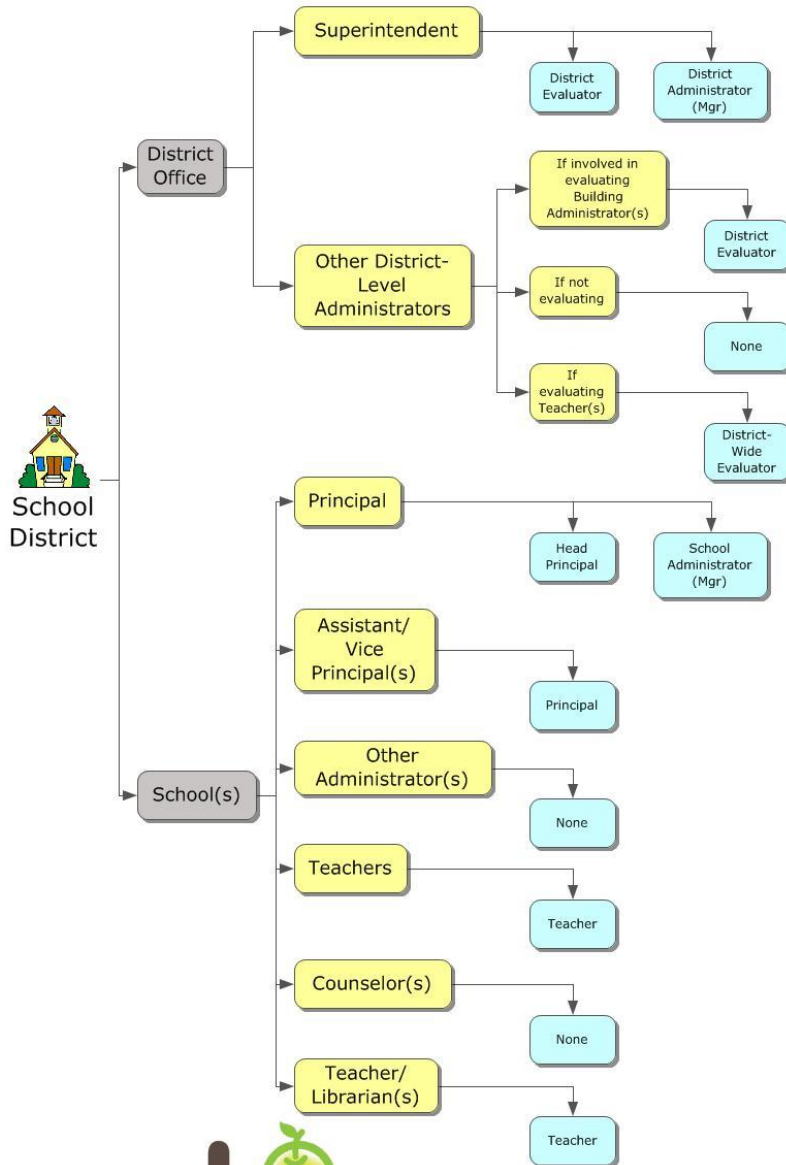 Superintendent
District
Evaluator
District
Administrator
(Mgr)
District
Office
If involved in
evaluating
Building
Administrator(s)
District
Evaluator
Other District-
Level
Administrators
If not
evaluating
None
If
evaluating
Teacher(s)
District-
Wide
Evaluator
School
District
Principal
Head
Principal
School
Administrator
(Mgr)
Assistant/
Vice
Principal(s)
Principal
School(s)
Other
Administrator(s)
None
Teachers
Teacher
Counselor(s)
None
Teacher/
Librarian(s)
Teacher